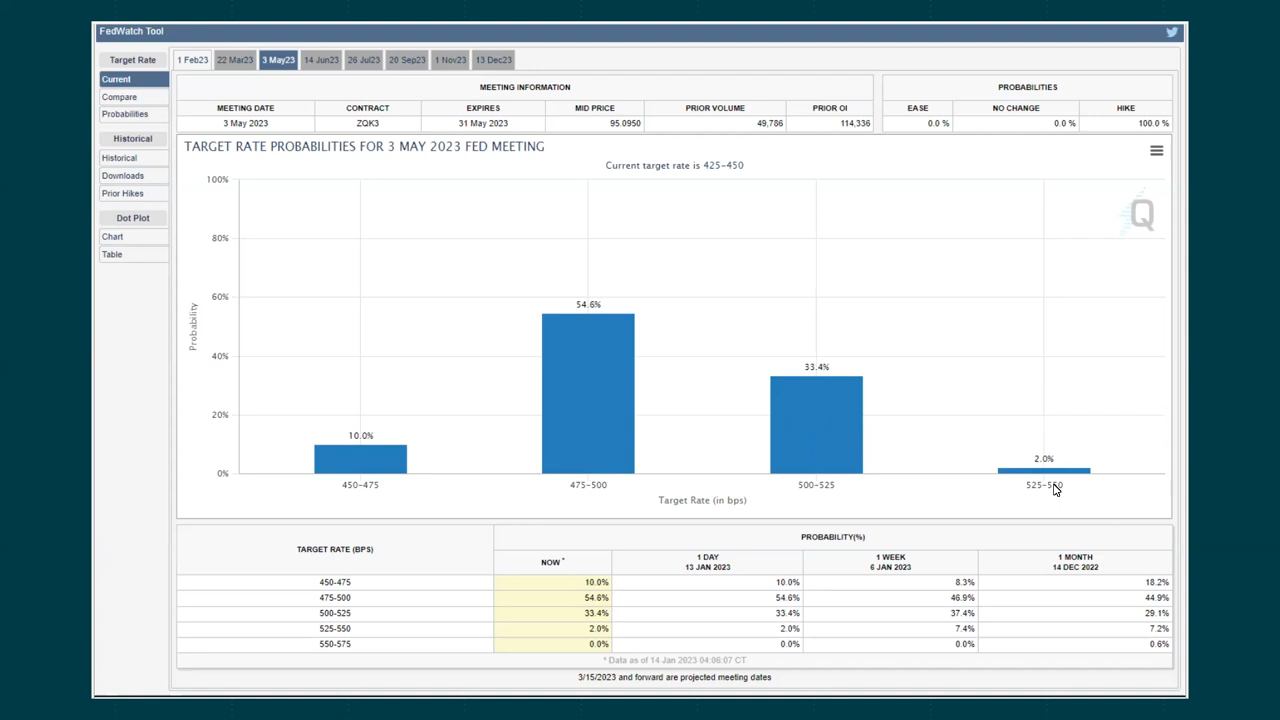 FedWatch Tool
Target Rate
Current
Compare
Probabilities
Historical
Historical
Downloads
Prior Hikes
Dot Plot
Chart
Table
1 Feb23 22 Mar23 3 May23 14 Jun23 26 Jul23 20 Sep23 1 Nov23 13 Dec23
MEETING INFORMATION
MEETING DATE CONTRACT EXPIRES MID PRICE PRIOR VOLUME PRIOR OI
3 May 2023 ZQK3 31 May 2023 95.0950 49,786 114,336
PROBABILITIES
EASE NO CHANGE HIKE
0.0 % 0.0 % 100.0 %
TARGET RATE PROBABILITIES FOR 3 MAY 2023 FED MEETING
Current target rate is 425-450
Q
Probability
100%
80%
60%
40%
20%
0%
10.0% 54.6% 33.4% 2.0%
450-475 475-500 500-525 525-550
Target Rate (in bps)
TARGET RATE (BPS) PROBABILITY(%)
NOW * 1 DAY 1 WEEK 1 MONTH
13 JAN 2023 6 JAN 2023 14 DEC 2022
450-475 10.0% 10.0% 8.3% 18.2%
475-500 54.6% 54.6% 46.9% 44.9%
500-525 33.4% 33.4% 37.4% 29.1%
525-550 2.0% 2.0% 7.4% 7.2%
550-575 0.0% 0.0% 0.0% 0.6%
* Data as of 14 Jan 2023 04:06:07 CT
3/15/2023 and forward are projected meeting dates